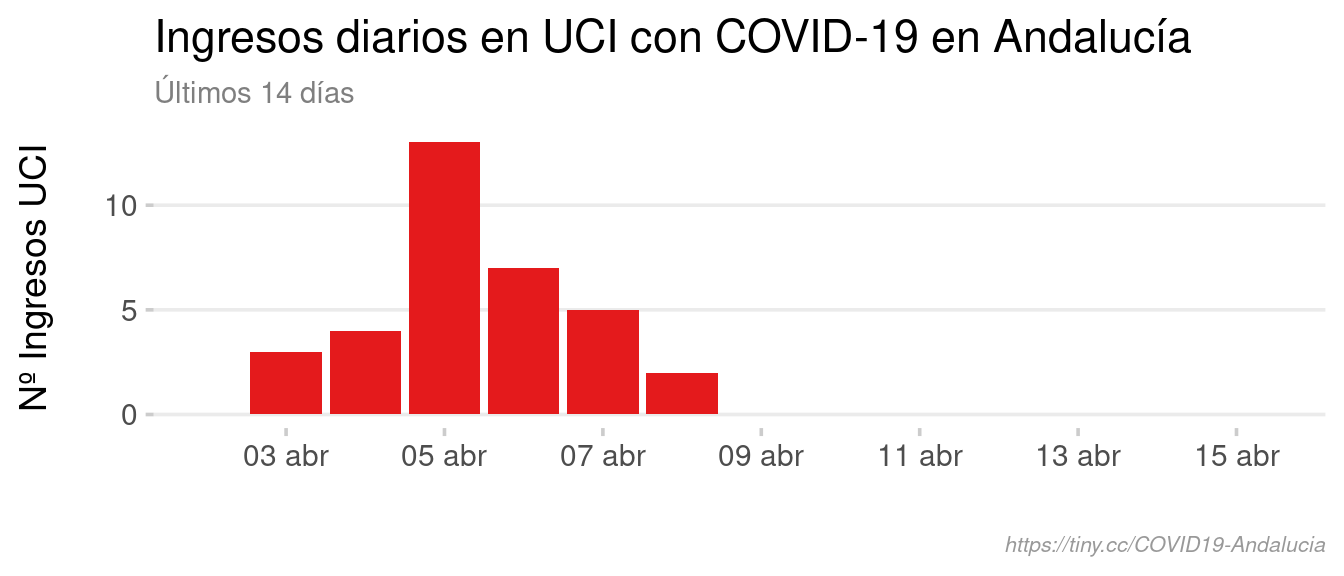 Ingresos diarios en UCI con COVID-19 en Andalucía
Últimos 14 días
Nº Ingresos UCI
10
5
0
03 abr
05 abr
07 abr
09 abr
11 abr
13 abr
15 abr
https://tiny.cc/COVID19-Andalucia